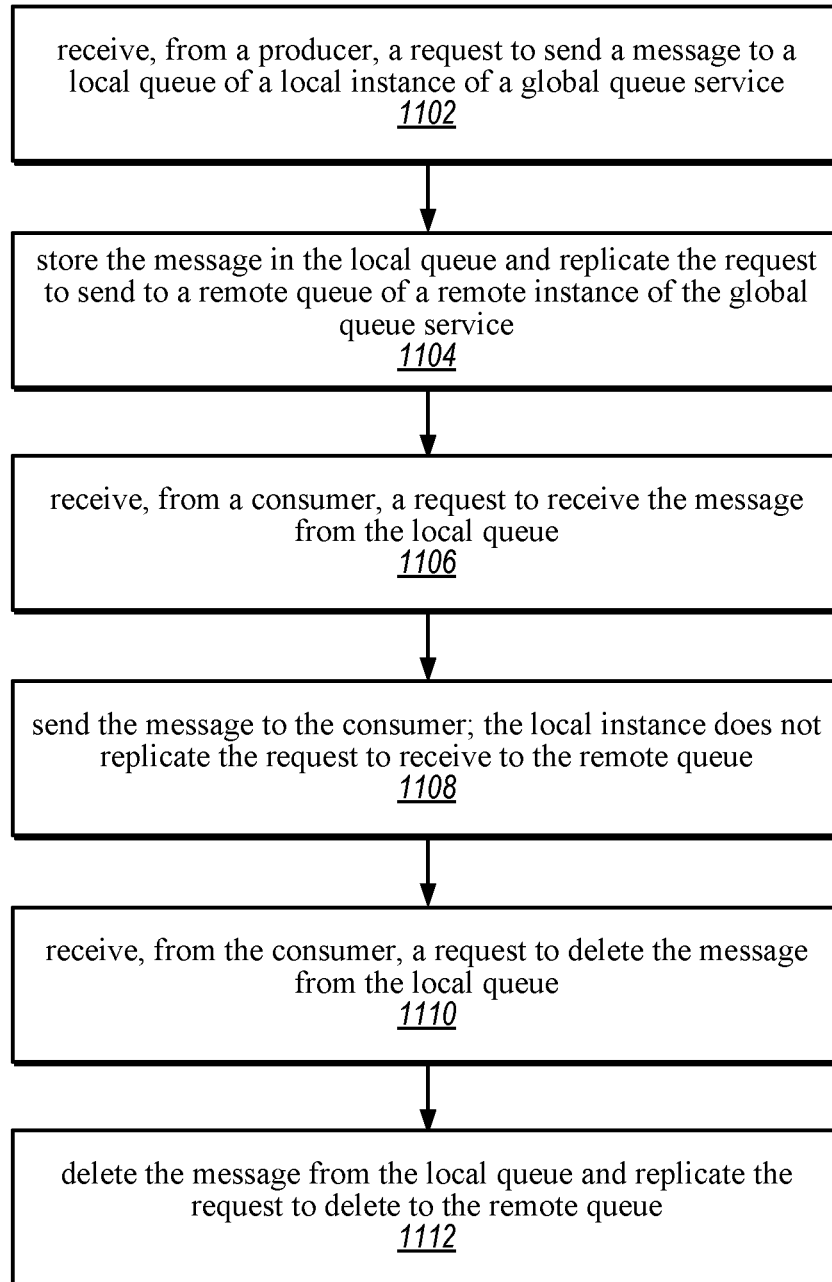 receive, from a producer, a request to send a message to a
local queue of a local instance of a global queue service
1102
store the message in the local queue and replicate the request
to send to a remote queue of a remote instance of the global
queue service
1104
receive, from a consumer, a request to receive the message
from the local queue
1106
send the message to the consumer; the local instance does not
replicate the request to receive to the remote queue
1108
receive, from the consumer, a request to delete the message
from the local queue
1110
delete the message from the local queue and replicate the
request to delete to the remote queue
1112